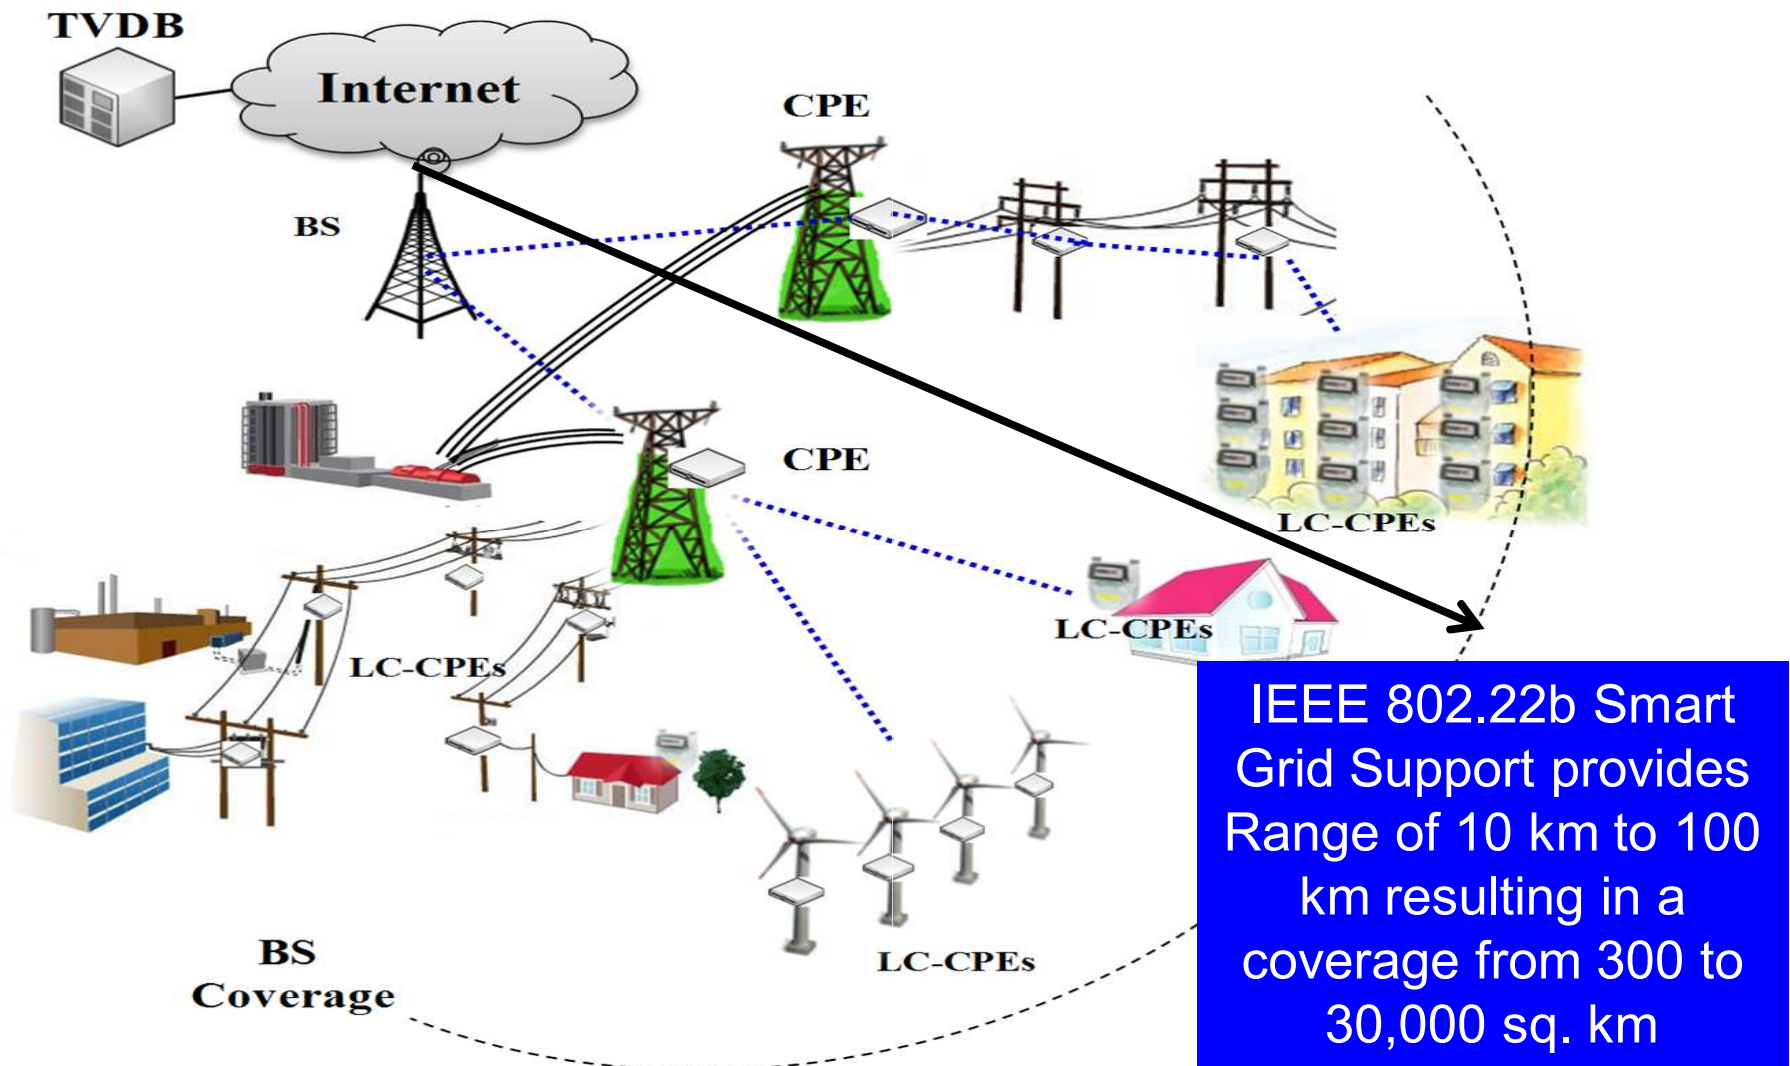 TVDB
Internet
CPE
BS
CPE
LC-CPEs
LC-CPEs
LC-CPEs
LC-CPEs
BS
Coverage
IEEE 802.22b Smart
Grid Support provides
Range of 10 km to 100
km resulting in a
coverage from 300 to
30,000 sq. km